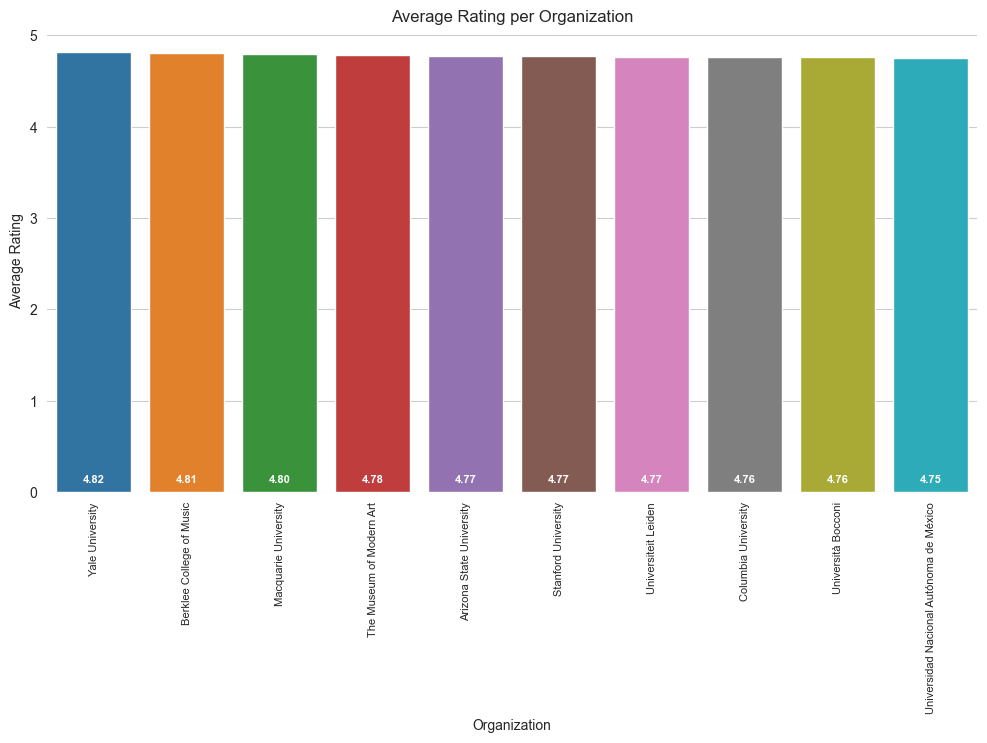 Average Rating per Organization
Average Rating
5
4
3
2
1
0
4.82
4.81
4.80
4.78
4.77
4.77
4.77
4.76
4.76
4.75
Yale University
Berklee College of Music
Macquarie University
The Museum of Modern Art
Arizona State University
Stanford University
Universiteit Leiden
Columbia University
Università Bocconi
Universidad Nacional Autónoma de México
Organization